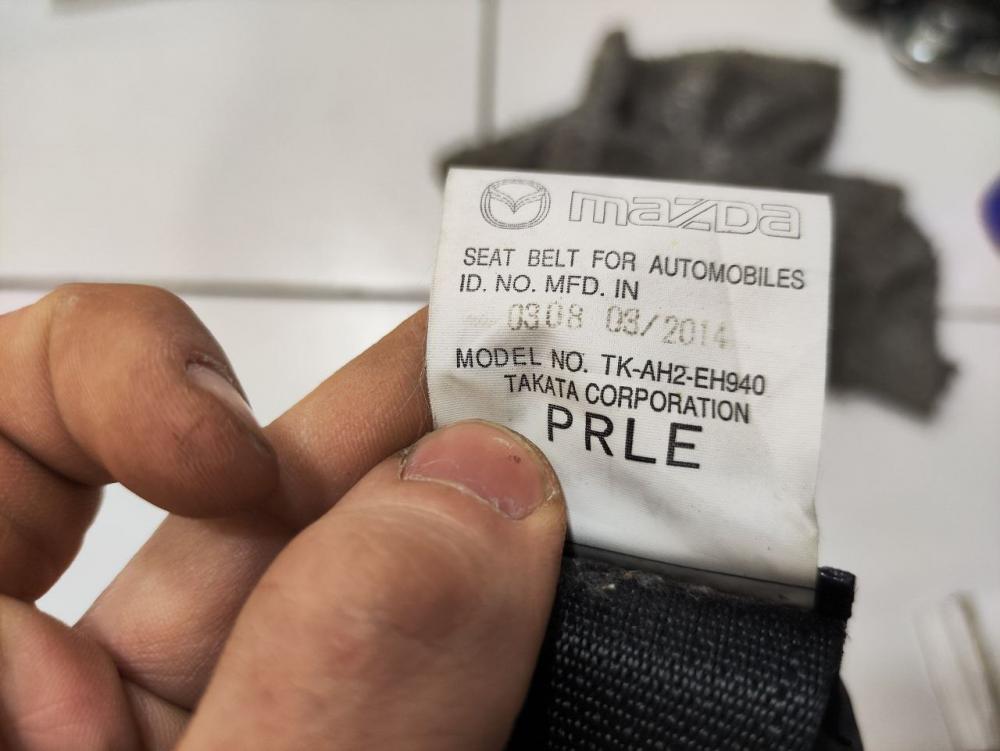 mazda
SEAT BELT FOR AUTOMOBILES
ID. NO. MFD. IN
0308 03/2014
MODEL NO. TK-AH2-EH940
TAKATA CORPORATION
PRLE